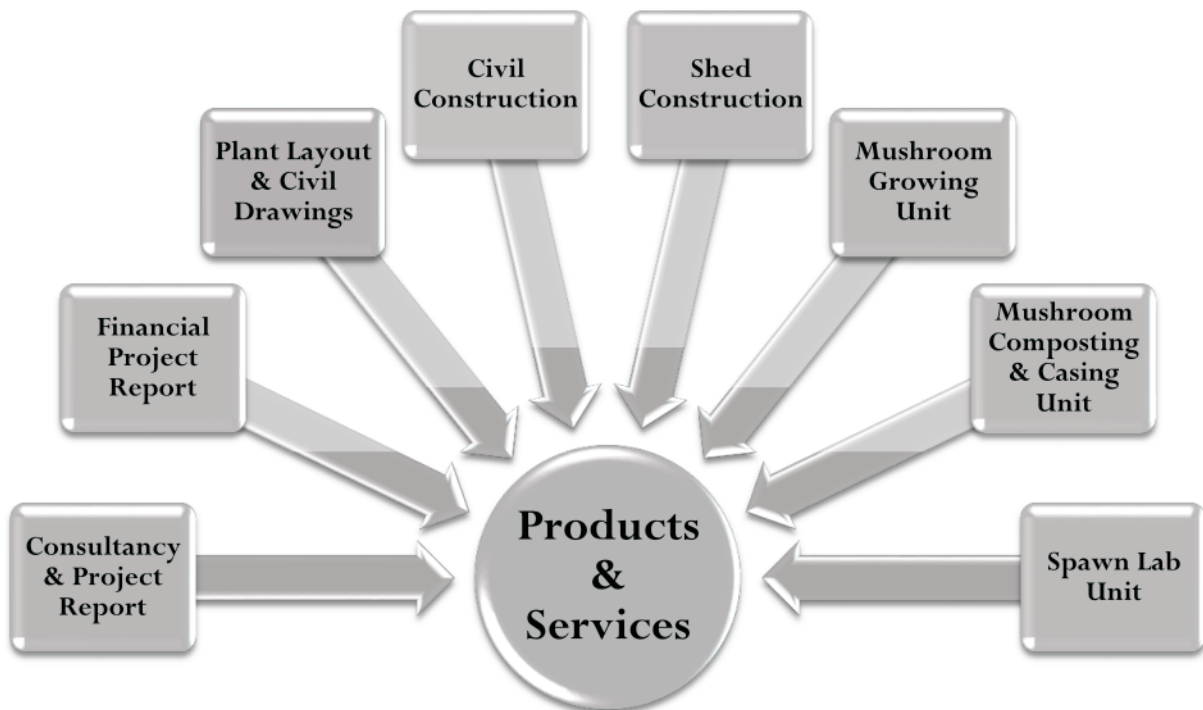 Civil
Construction
Shed
Construction
Plant Layout
& Civil
Drawings
Mushroom
Growing
Unit
Financial
Project
Report
Mushroom
Composting
& Casing
Unit
Consultancy
& Project
Report
Products
&
Services
Spawn Lab
Unit